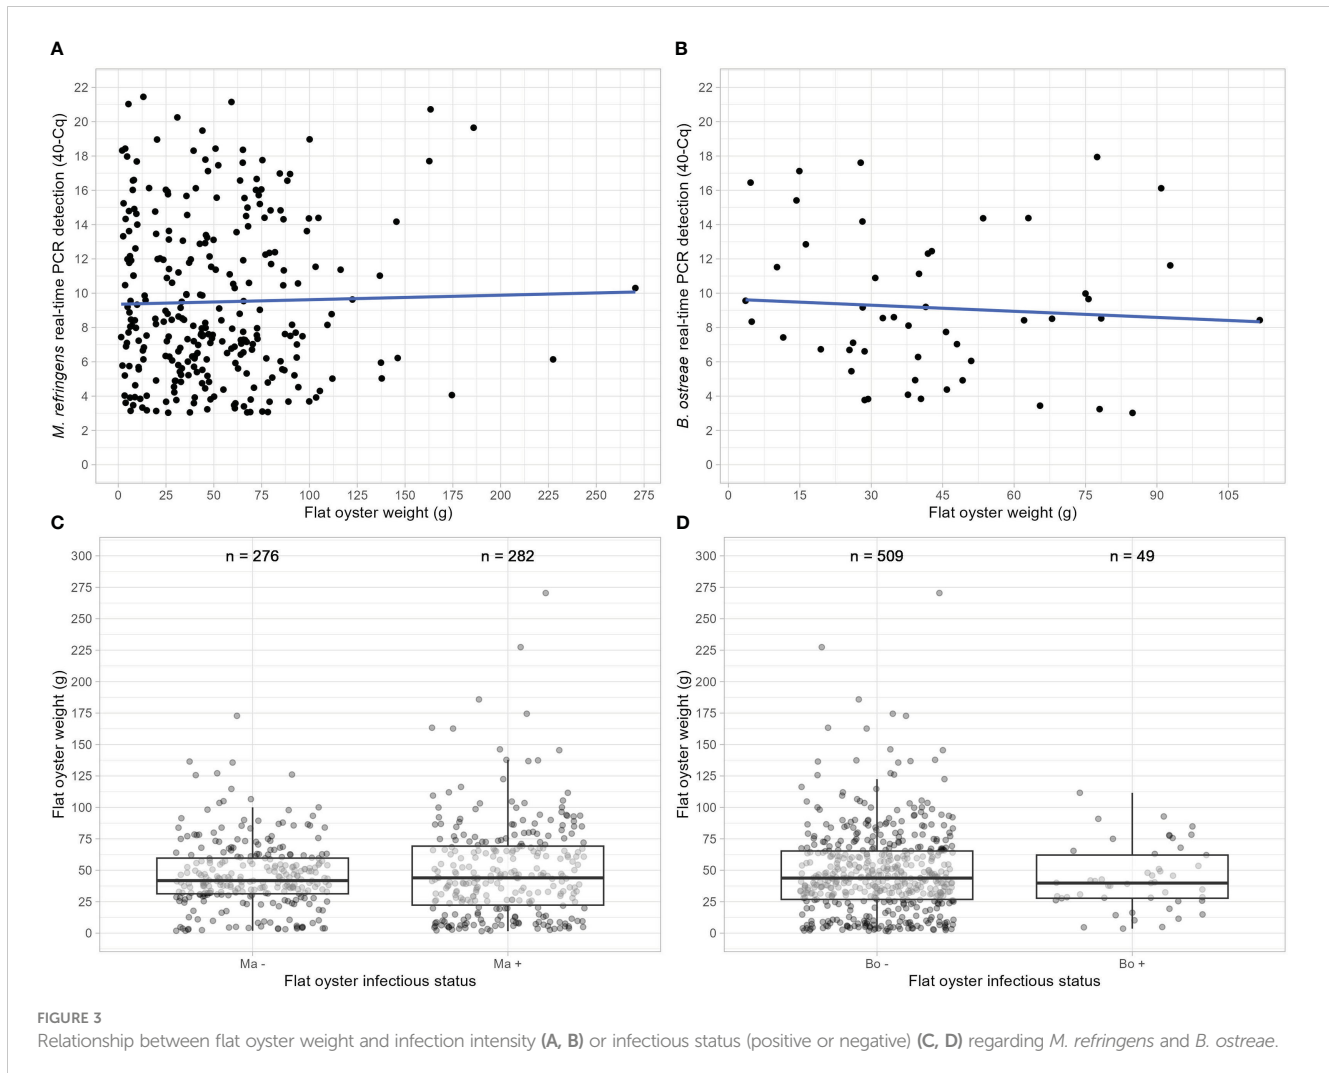 A
B
M. refringens real-time PCR detection (40-Cq)
22
20
18
16
14
12
10
8
6
4
2
0
0 25 50 75 100 125 150 175 200 225 250 275
Flat oyster weight (g)
B. ostreae real-time PCR detection (40-Cq)
22
20
18
16
14
12
10
8
6
4
2
0
0 15 30 45 60 75 90 105
Flat oyster weight (g)
C
D
Flat oyster weight (g)
300
275
250
225
200
175
150
125
100
75
50
25
0
n = 276 n = 282
Ma - Ma +
Flat oyster infectious status
Flat oyster weight (g)
300
275
250
225
200
175
150
125
100
75
50
25
0
n = 509 n = 49
Bo - Bo +
Flat oyster infectious status
FIGURE 3
Relationship between flat oyster weight and infection intensity (A, B) or infectious status (positive or negative) (C, D) regarding M. refringens and B. ostreae.